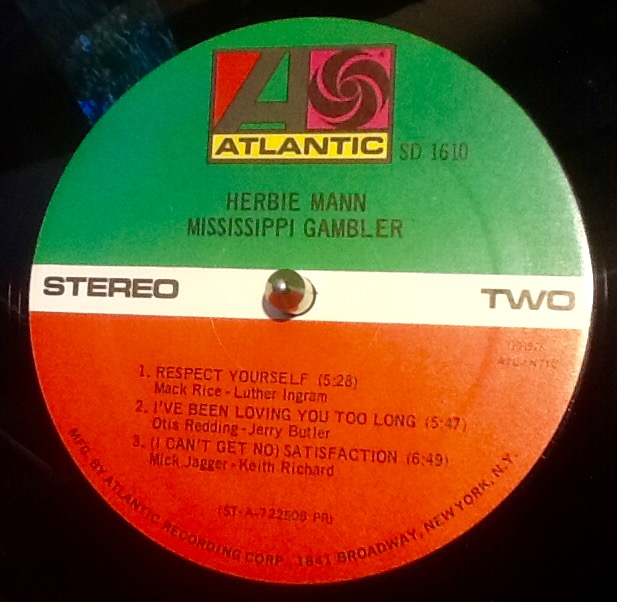 ATLANTIC
SD 1610
HERBIE MANN
MISSISSIPPI GAMBLER
STEREO
TWO
ATLANTIC
1. RESPECT YOURSELF (5:28)
Mack Rice - Luther Ingram
2. I'VE BEEN LOVING YOU TOO LONG (5:47)
Otis Redding - Jerry Butler
3. (I CAN'T GET NO) SATISFACTION (6:49)
Mick Jagger - Keith Richard
(ST-A-722508 PR)
MFG. BY ATLANTIC RECORDING CORP. 1841 BROADWAY, NEW YORK, N.Y.